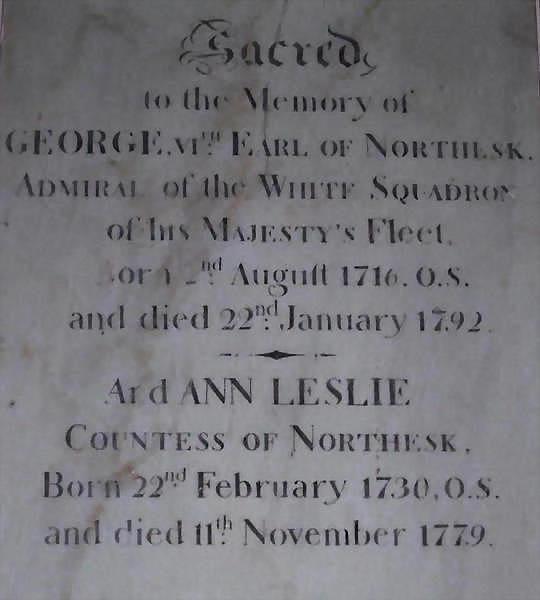 Sacred
to the Memory of
GEORGE, VIth EARL OF NORTHESK.
ADMIRAL of the WHITE SQUADRON
of his MAJESTY's Fleet.
Born 2nd August 1716. O.S.
and died 22nd January 1792.
And ANN LESLIE
COUNTESS OF NORTHESK.
Born 22nd February 1730, O.S.
and died 11th November 1779.